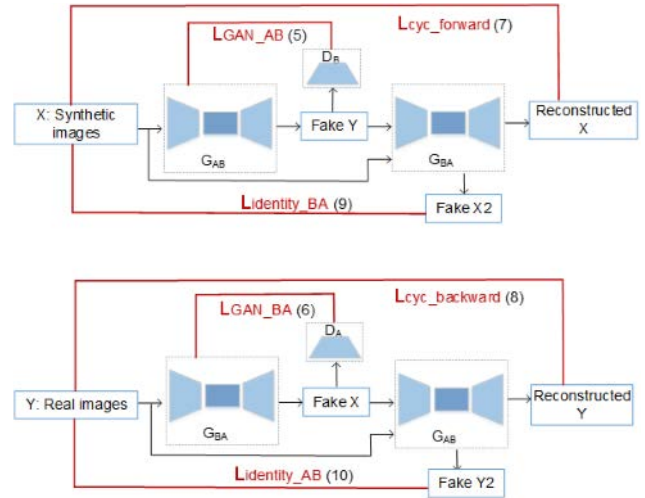 LGAN_AB (5)
Lcyc_forward (7)
DB
X: Synthetic
images
Fake Y
Reconstructed
X
GAB
GBA
Lidentity_BA (9)
Fake X2
LGAN_BA (6)
Lcyc_backward (8)
DA
Y: Real images
Fake X
Reconstructed
Y
GBA
GAB
Lidentity_AB (10)
Fake Y2